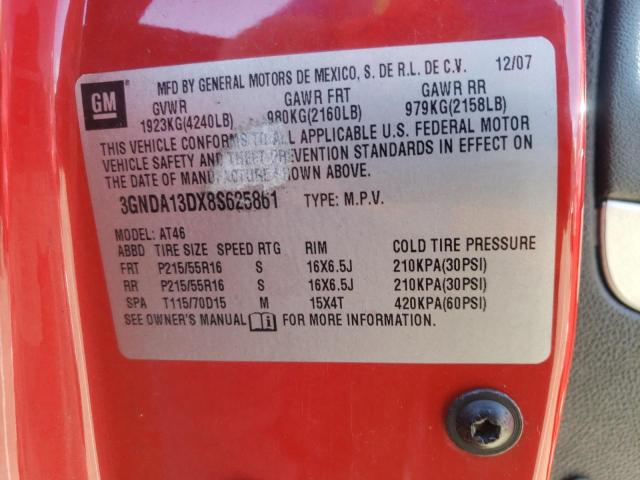 GM
MFD BY GENERAL MOTORS DE MEXICO, S. DE R.L. DE C.V. 12/07
GVWR GAWR FRT GAWR RR
1923KG(4240LB) 980KG(2160LB) 979KG(2158LB)
THIS VEHICLE CONFORMS TO ALL APPLICABLE U.S. FEDERAL MOTOR
VEHICLE SAFETY AND THEFT PREVENTION STANDARDS IN EFFECT ON
THE DATE OF MANUFACTURE SHOWN ABOVE.
3GNDA13DX8S625861 TYPE: M.P.V.
MODEL: AT46
ABBD TIRE SIZE SPEED RTG RIM COLD TIRE PRESSURE
FRT P215/55R16 S 16X6.5J 210KPA(30PSI)
RR P215/55R16 S 16X6.5J 210KPA(30PSI)
SPA T115/70D15 M 15X4T 420KPA(60PSI)
SEE OWNER'S MANUAL FOR MORE INFORMATION.